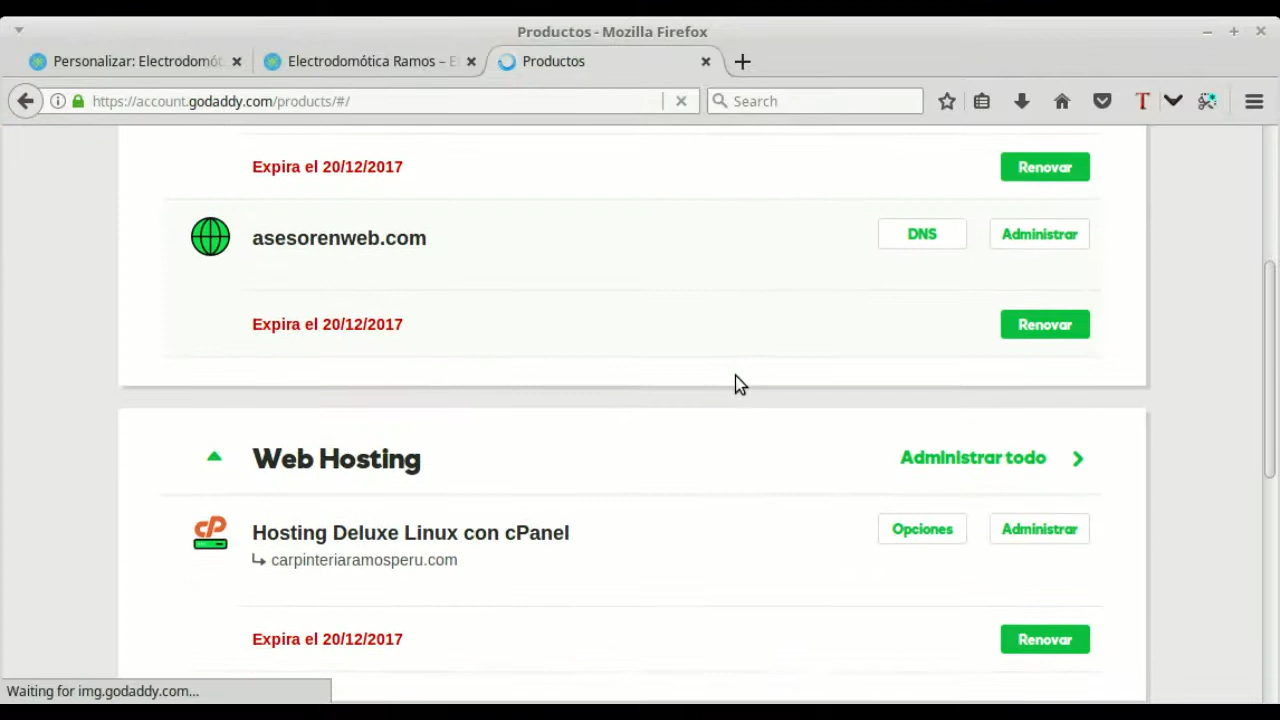 Productos - Mozilla Firefox
Personalizar: Electrodomót
Electrodomótica Ramos – E
Productos
https://account.godaddy.com/products/#/
Search
Expira el 20/12/2017
Renovar
asesorenweb.com
DNS
Administrar
Expira el 20/12/2017
Renovar
Web Hosting
Administrar todo
cP
Hosting Deluxe Linux con cPanel
Opciones
Administrar
carpinteriaramosperu.com
Expira el 20/12/2017
Renovar
Waiting for img.godaddy.com...